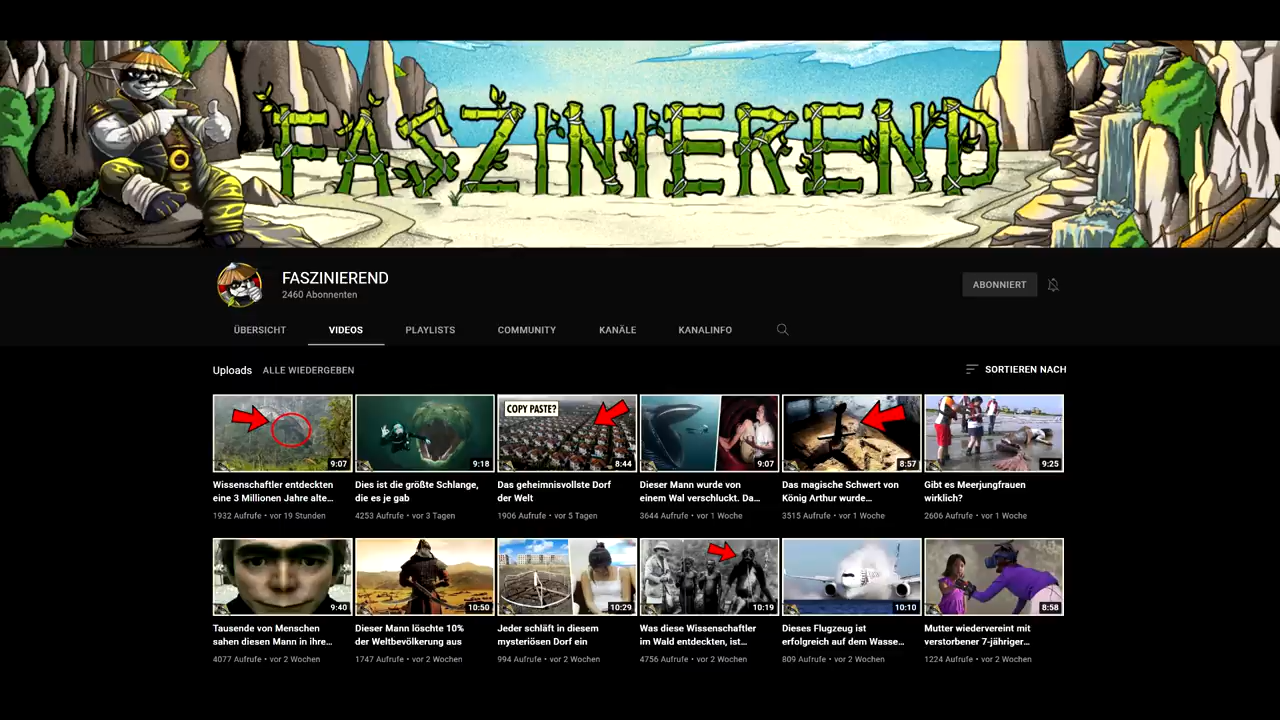 FASZINIEREND
FASZINIEREND
2460 Abonnenten
ABONNIERT
ÜBERSICHT VIDEOS PLAYLISTS COMMUNITY KANÄLE KANALINFO
Uploads ALLE WIEDERGEBEN SORTIEREN NACH
COPY PASTE?
9:07 9:18 8:44 9:07 8:57 9:25
Wissenschaftler entdeckten
eine 3 Millionen Jahre alte...
1932 Aufrufe • vor 19 Stunden
Dies ist die größte Schlange,
die es je gab
4253 Aufrufe • vor 3 Tagen
Das geheimnisvollste Dorf
der Welt
1906 Aufrufe • vor 5 Tagen
Dieser Mann wurde von
einem Wal verschluckt. Da...
3644 Aufrufe • vor 1 Woche
Das magische Schwert von
König Arthur wurde...
3515 Aufrufe • vor 1 Woche
Gibt es Meerjungfrauen
wirklich?
2606 Aufrufe • vor 1 Woche
9:40 10:50 10:29 10:19 10:10 8:58
Tausende von Menschen
sahen diesen Mann in ihre...
4077 Aufrufe • vor 2 Wochen
Dieser Mann löschte 10%
der Weltbevölkerung aus
1747 Aufrufe • vor 2 Wochen
Jeder schläft in diesem
mysteriösen Dorf ein
994 Aufrufe • vor 2 Wochen
Was diese Wissenschaftler
im Wald entdeckten, ist...
4756 Aufrufe • vor 2 Wochen
Dieses Flugzeug ist
erfolgreich auf dem Wasse...
809 Aufrufe • vor 2 Wochen
Mutter wiedervereint mit
verstorbener 7-jähriger...
1224 Aufrufe • vor 2 Wochen